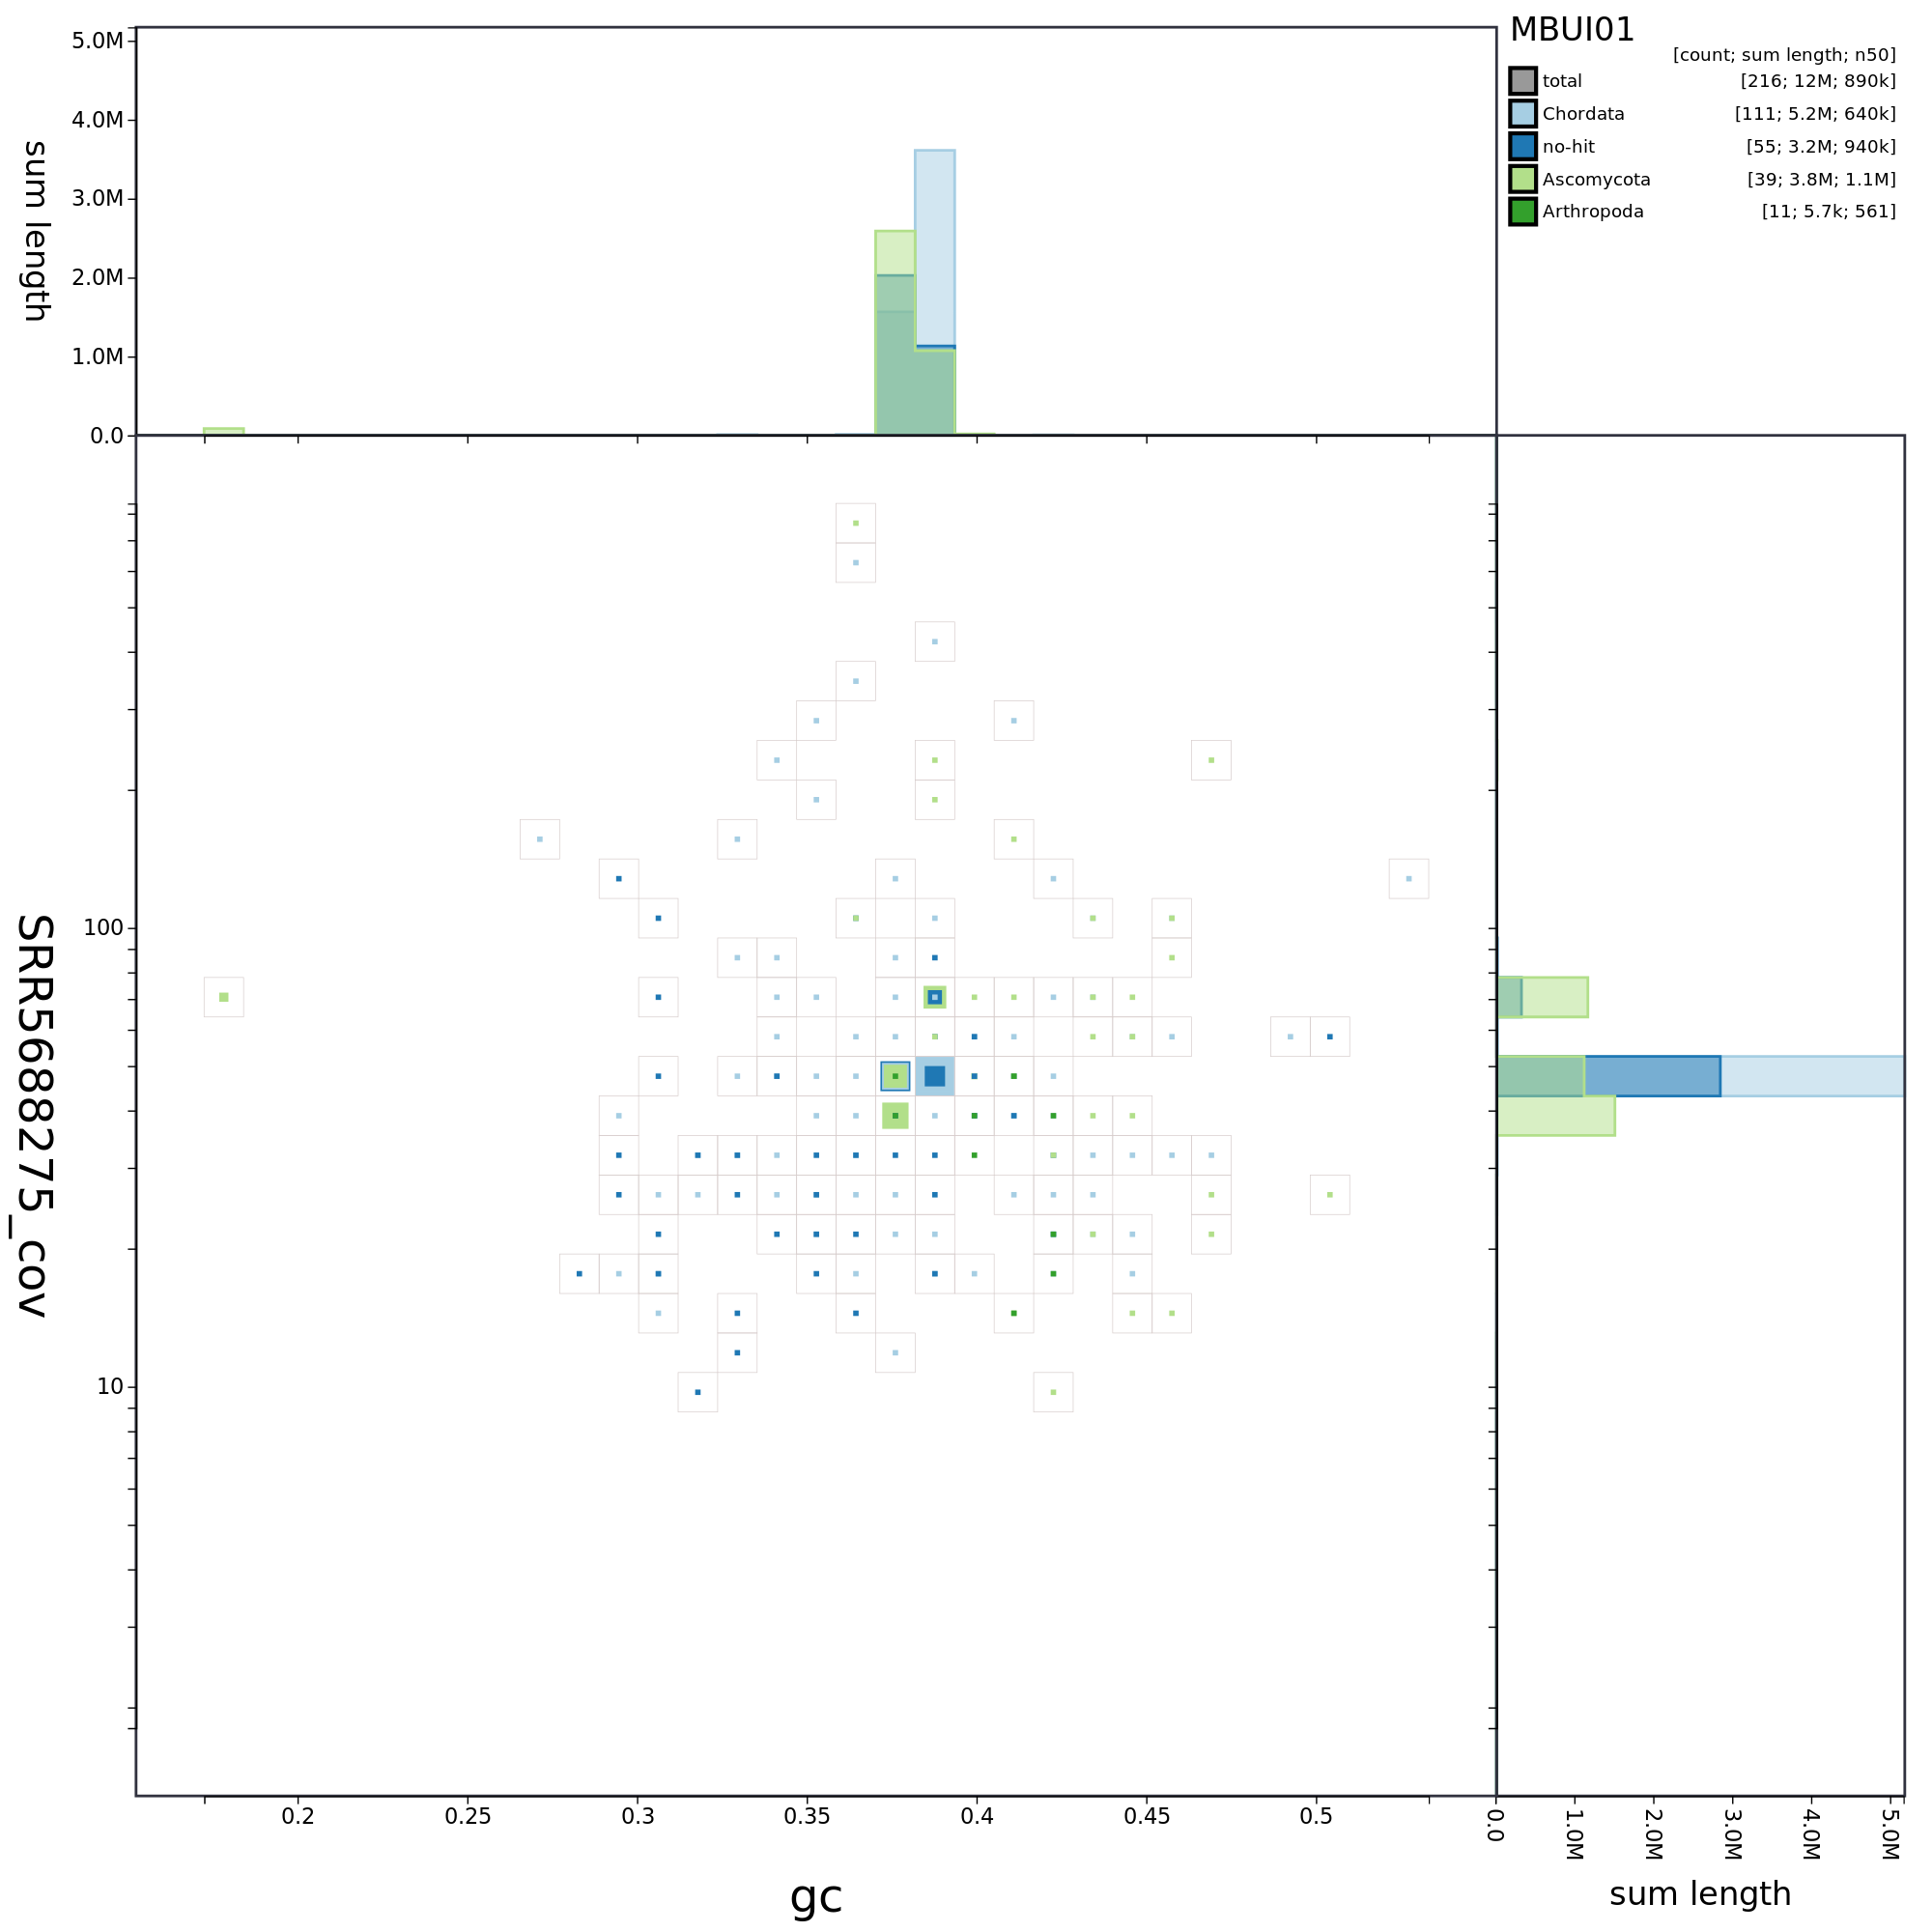 MBUI01
[count; sum length; n50]
total [216; 12M; 890k]
Chordata [111; 5.2M; 640k]
no-hit [55; 3.2M; 940k]
Ascomycota [39; 3.8M; 1.1M]
Arthropoda [11; 5.7k; 561]
sum length
5.0M
4.0M
3.0M
2.0M
1.0M
0.0
SRR5688275_cov
100
10
0.2 0.25 0.3 0.35 0.4 0.45 0.5
gc
0.0 1.0M 2.0M 3.0M 4.0M 5.0M
sum length